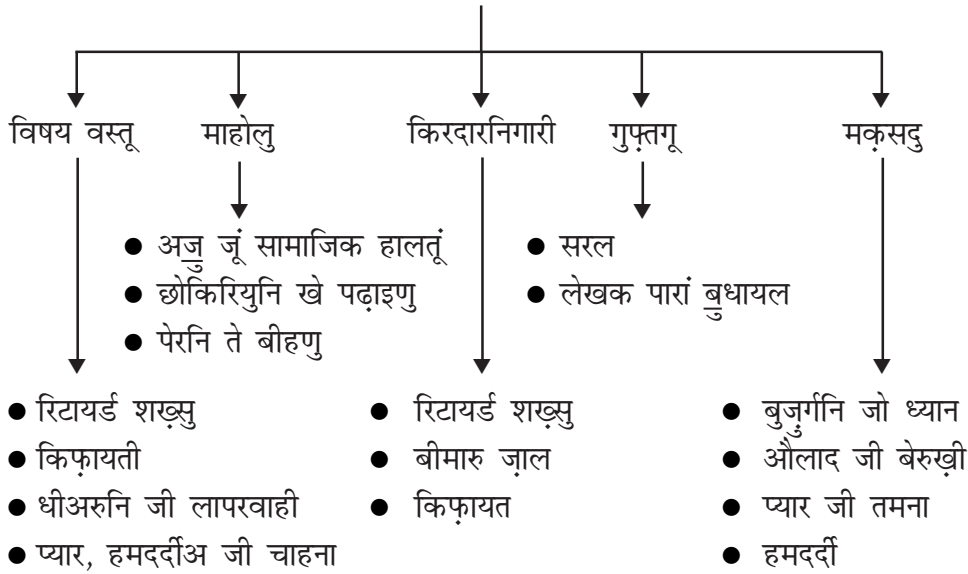 विषय वस्तू माहोलु किरदारनिगारी गुफ़्तगू मक़सदु
● अॼु जूं सामाजिक हालतूं
● छोकिरियुनि खे पढ़ाइणु
● पेरनि ते बीहणु
● सरल
● लेखक पारां ॿुधायल
● रिटायर्ड शख़्सु
● किफ़ायती
● धीअरुनि जी लापरवाही
● प्यार, हमदर्दीअ जी चाहना
● रिटायर्ड शख़्सु
● बीमारु ज़ाल
● किफ़ायत
● बुज़ुर्गनि जो ध्यान
● औलाद जी बेरुख़ी
● प्यार जी तमना
● हमदर्दी